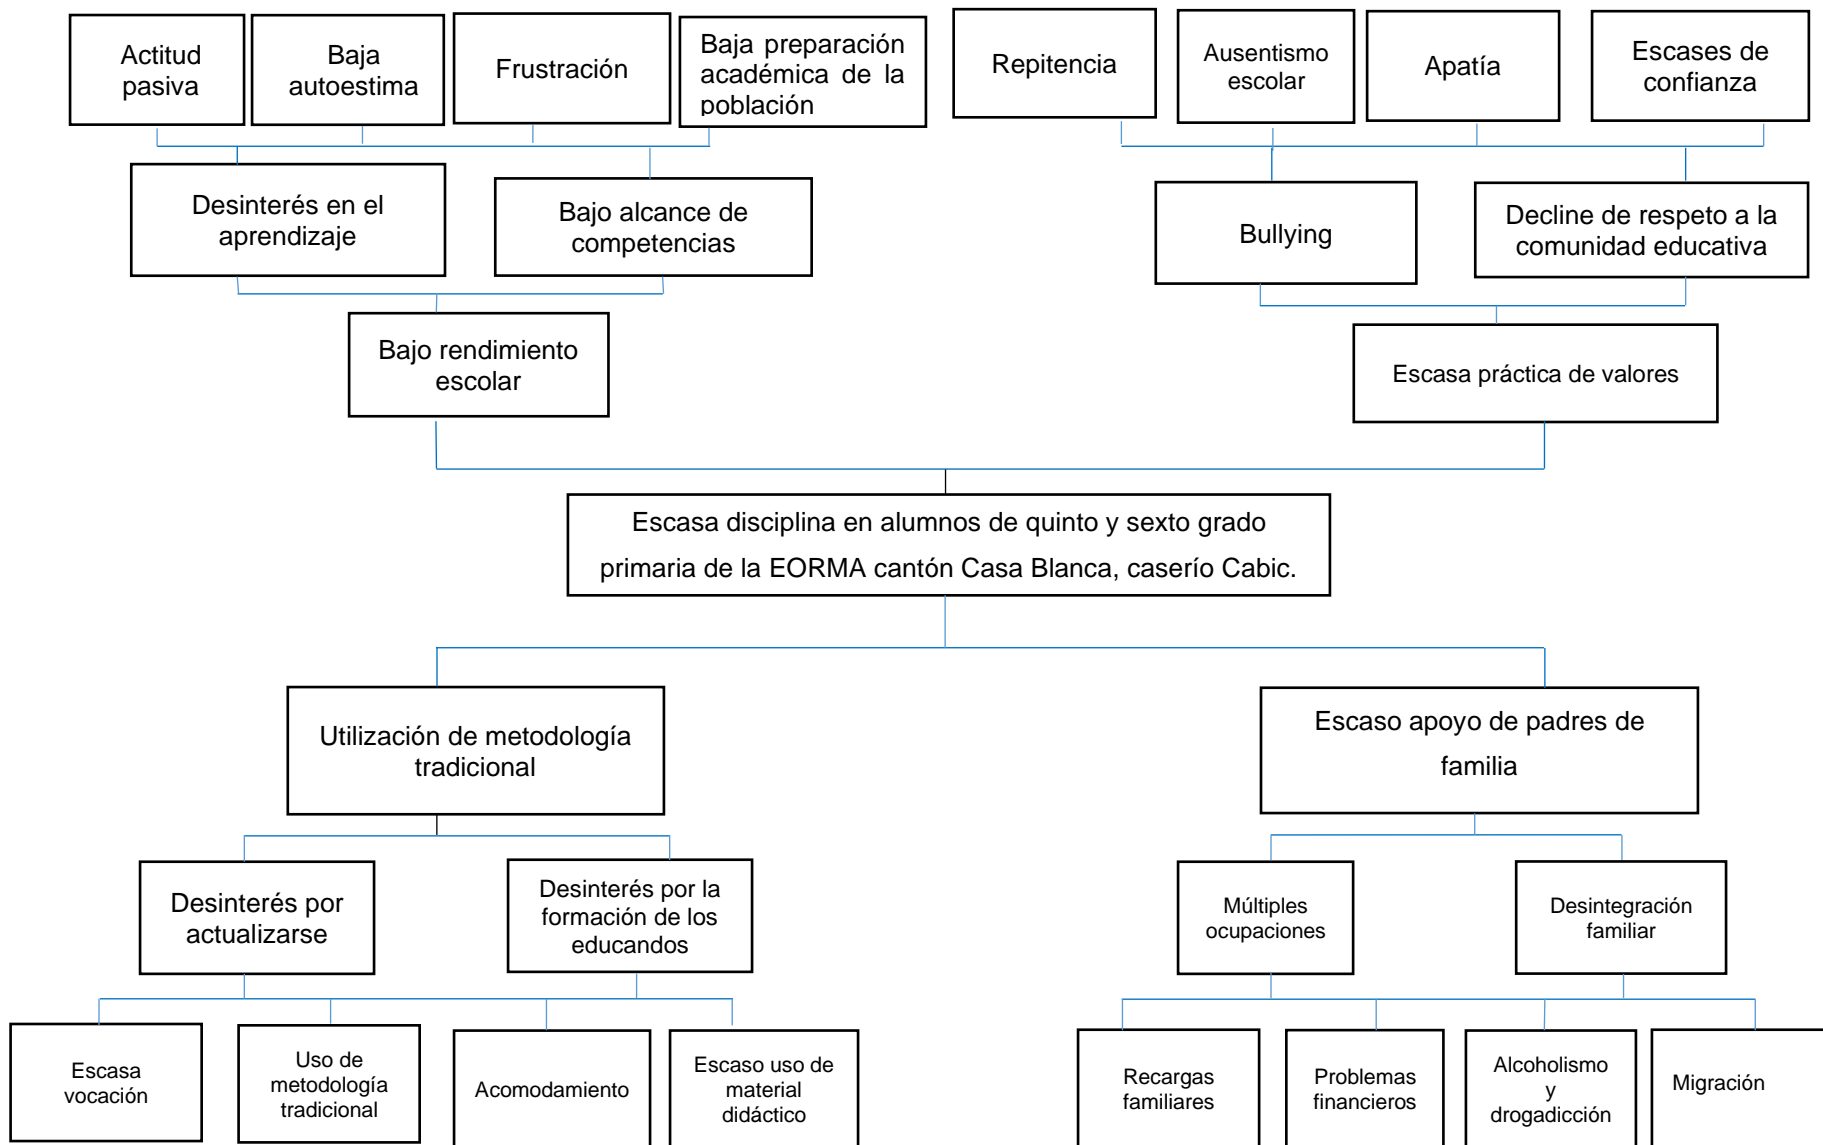 Actitud
pasiva
Baja
autoestima
Frustración
Baja preparación
académica de la
población
Repitencia
Ausentismo
escolar
Apatía
Escases de
confianza
Desinterés en el
aprendizaje
Bajo alcance de
competencias
Bullying
Decline de respeto a la
comunidad educativa
Bajo rendimiento
escolar
Escasa práctica de valores
Escasa disciplina en alumnos de quinto y sexto grado
primaria de la EORMA cantón Casa Blanca, caserío Cabic.
Utilización de metodología
tradicional
Escaso apoyo de padres de
familia
Desinterés por
actualizarse
Desinterés por la
formación de los
educandos
Múltiples
ocupaciones
Desintegración
familiar
Escasa
vocación
Uso de
metodología
tradicional
Acomodamiento
Escaso uso de
material
didáctico
Recargas
familiares
Problemas
financieros
Alcoholismo
y
drogadicción
Migración